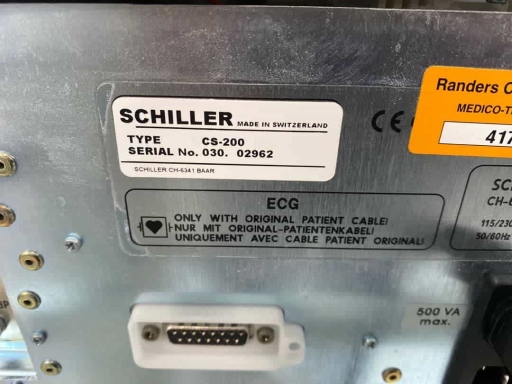 SCHILLER MADE IN SWITZERLAND
TYPE CS-200
SERIAL No. 030. 02962
SCHILLER CH-6341 BAAR
CE
Randers
MEDICO-T
417
ECG
ONLY WITH ORIGINAL PATIENT CABLE!
NUR MIT ORIGINAL-PATIENTENKABEL!
UNIQUEMENT AVEC CABLE PATIENT ORIGINAL!
SC
CH-6
115/230
50/60Hz
500 VA
max.